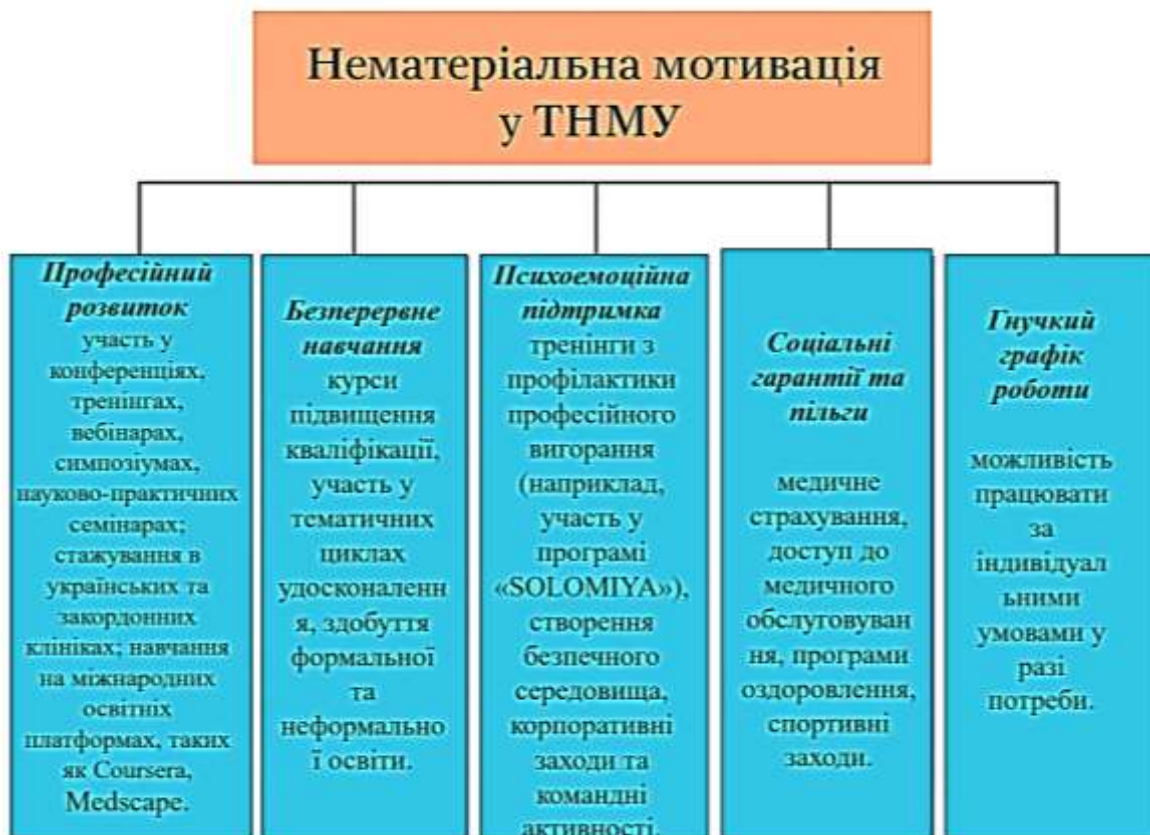 Нематеріальна мотивація
у ТНМУ
Професійний
розвиток
участь у
конференціях,
тренінгах,
вебінарах,
симпозіумах,
науково-практичних
семінарах;
стажування в
українських та
закордонних
клініках; навчання
на міжнародних
освітніх
платформах, таких
як Coursera,
Medscape.
Безперервне
навчання
курси
підвищення
кваліфікації,
участь у
тематичних
циклах
удосконаленн
я, здобуття
формальної
та
неформально
ї освіти.
Психоемоційна
підтримка
тренінги з
профілактики
професійного
вигорання
(наприклад,
участь у
програмі
«SOLOMIYA»),
створення
безпечного
середовища,
корпоративні
заходи та
командні
активності.
Соціальні
гарантії та
пільги
медичне
страхування,
доступ до
медичного
обслуговуван
ня, програми
оздоровлення,
спортивні
заходи.
Гнучкий
графік
роботи
можливість
працювати
за
індивідуал
ьними
умовами у
разі
потреби.